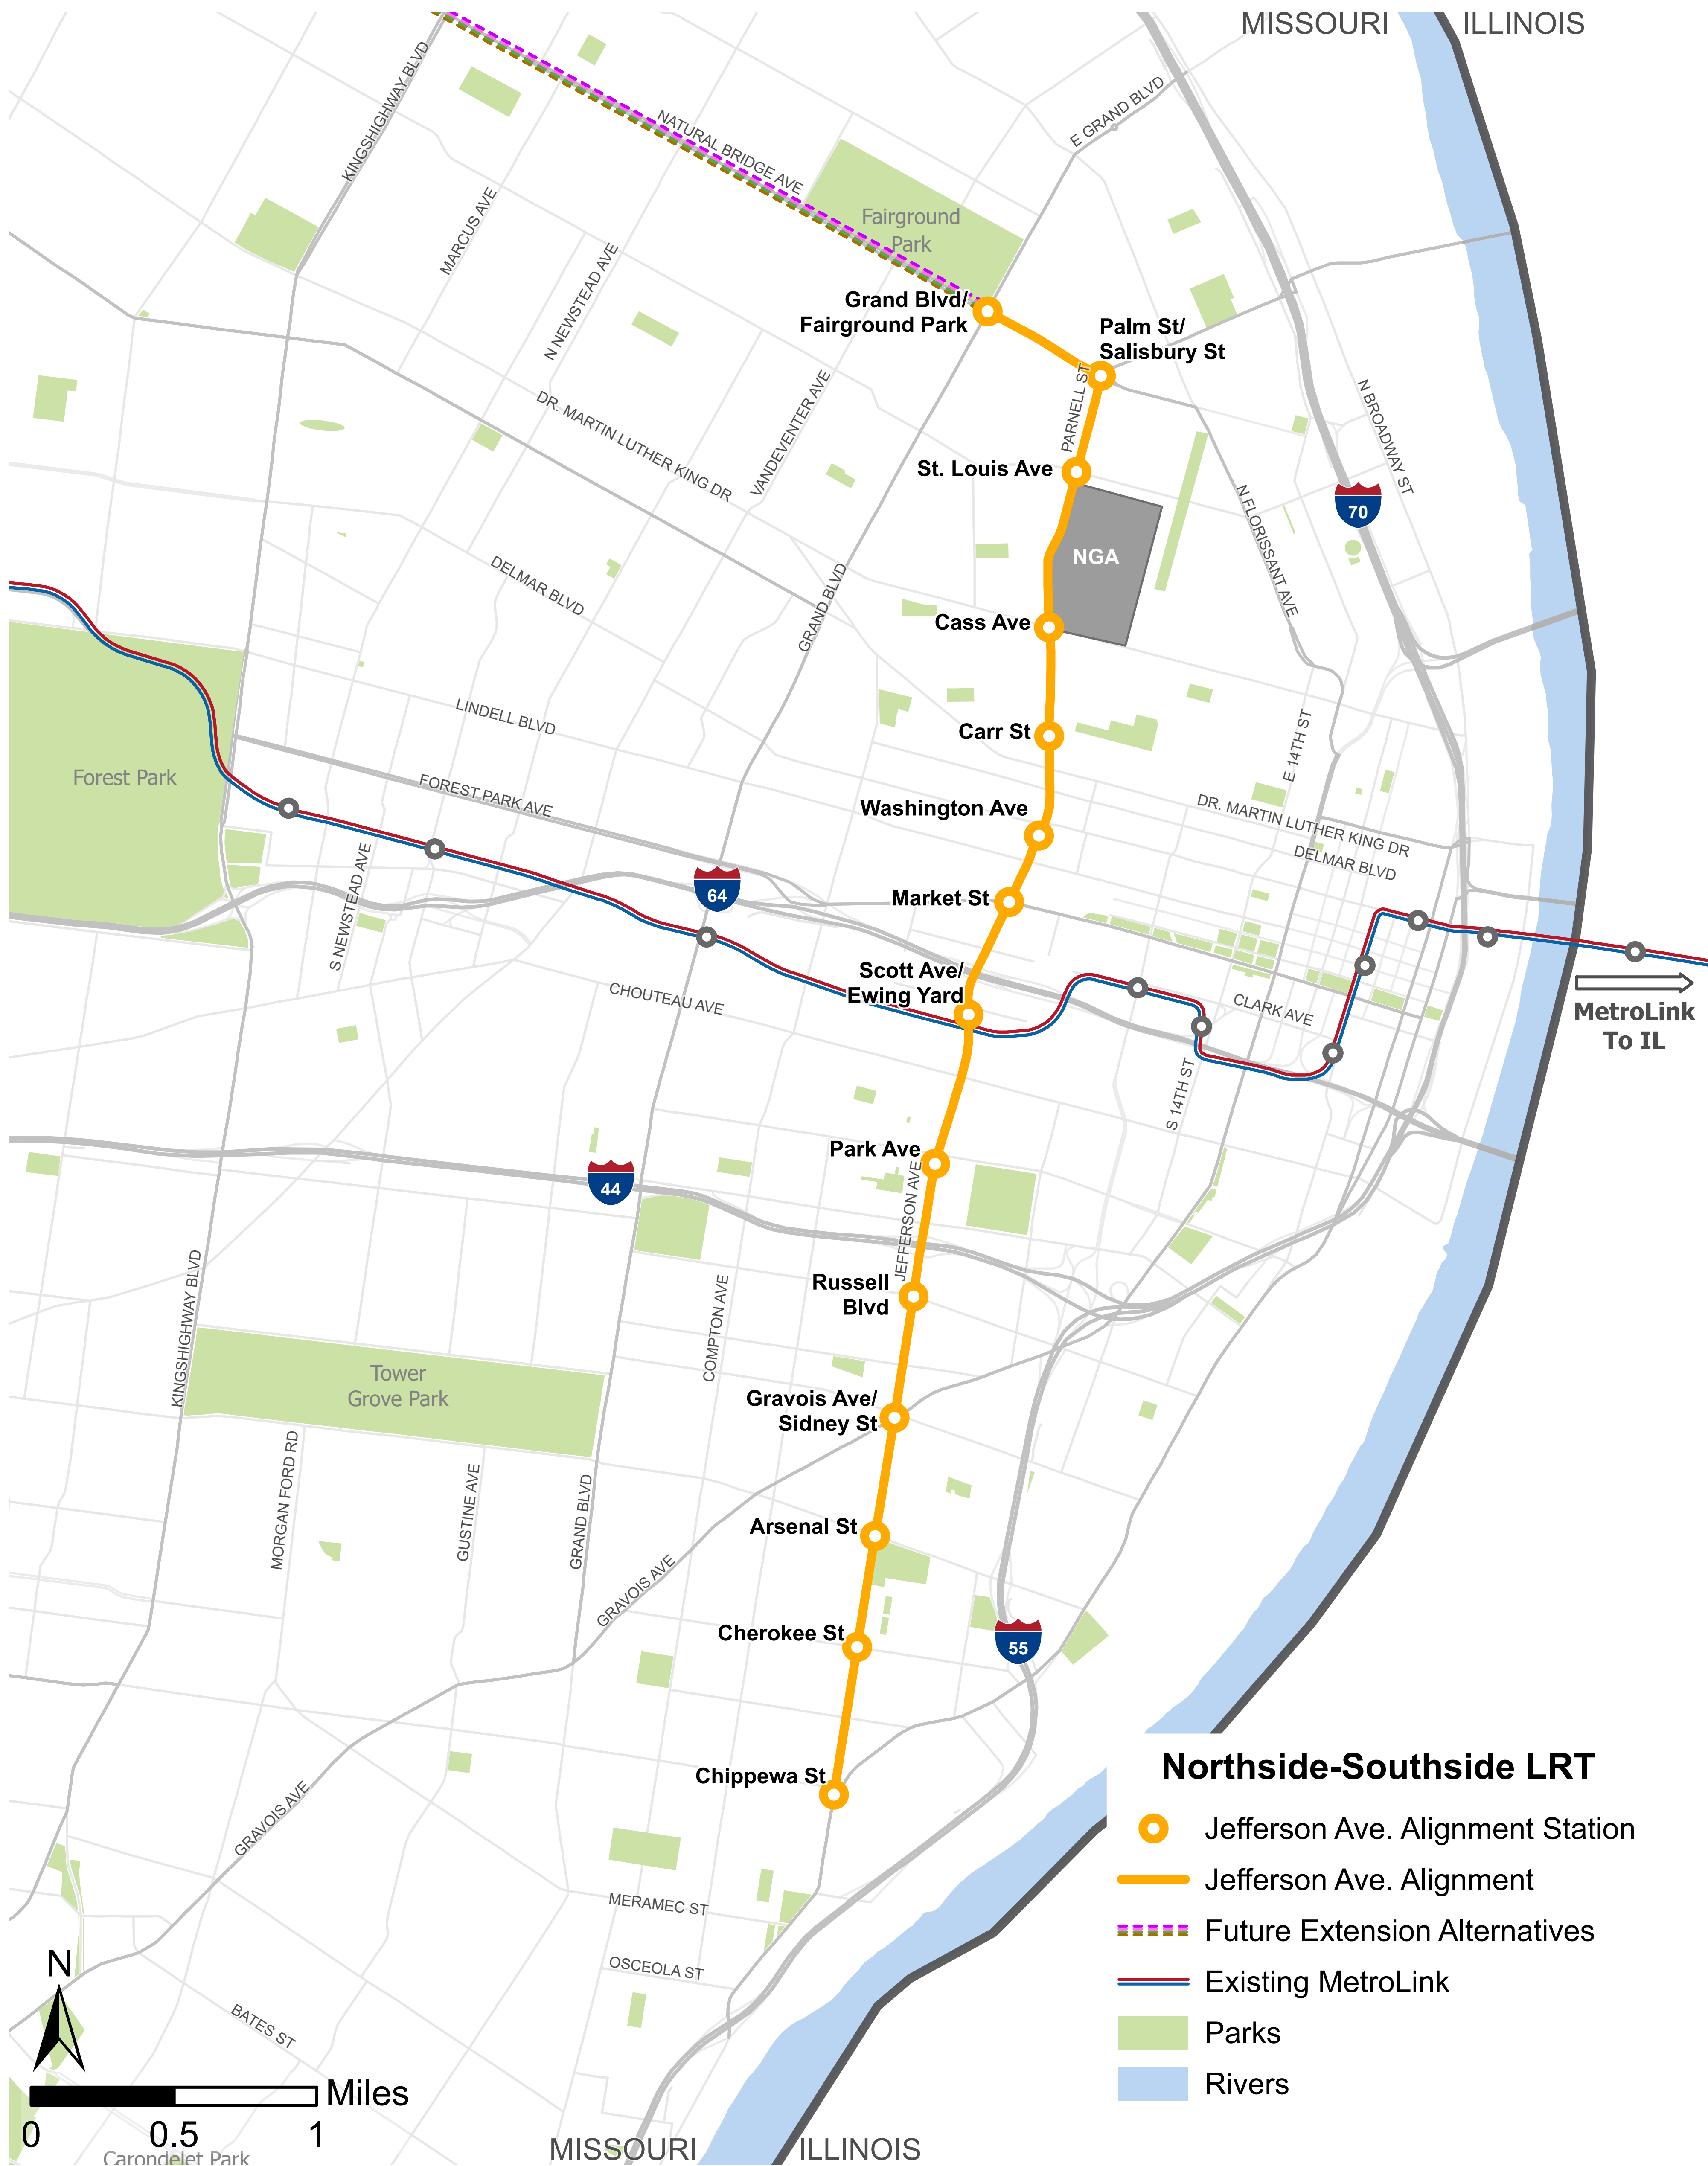 MISSOURI
ILLINOIS
KINGSHIGHWAY BLVD
E GRAND BLVD
NATURAL BRIDGE AVE
MARCUS AVE
Fairground
Park
N NEWSTEAD AVE
Grand Blvd/
Fairground Park
Palm St/
Salisbury St
PARNELL ST
N BROADWAY ST
DR. MARTIN LUTHER KING DR
VANDEVENTER AVE
St. Louis Ave
N FLORISSANT AVE
70
NGA
DELMAR BLVD
GRAND BLVD
Cass Ave
LINDELL BLVD
Carr St
E 14TH ST
Forest Park
FOREST PARK AVE
Washington Ave
DR. MARTIN LUTHER KING DR
DELMAR BLVD
S NEWSTEAD AVE
64
Market St
Scott Ave/
Ewing Yard
CHOUTEAU AVE
CLARK AVE
MetroLink
To IL
S 14TH ST
Park Ave
44
JEFFERSON AVE
KINGSHIGHWAY BLVD
COMPTON AVE
Russell
Blvd
Tower
Grove Park
Gravois Ave/
Sidney St
MORGAN FORD RD
GUSTINE AVE
GRAND BLVD
Arsenal St
GRAVOIS AVE
Cherokee St
55
Chippewa St
GRAVOIS AVE
MERAMEC ST
OSCEOLA ST
BATES ST
N
Miles
0
0.5
1
Carondelet Park
MISSOURI
ILLINOIS
Northside-Southside LRT
Jefferson Ave. Alignment Station
Jefferson Ave. Alignment
Future Extension Alternatives
Existing MetroLink
Parks
Rivers